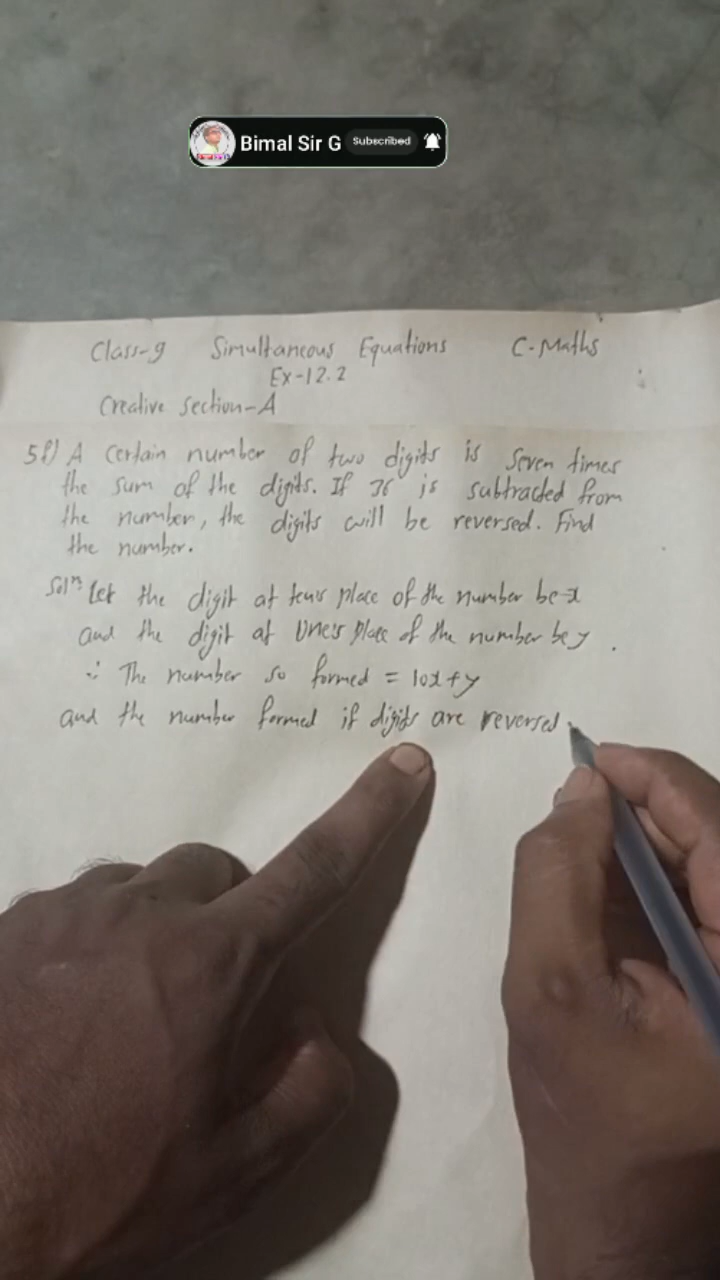 Bimal Sir G Subscribed
Class-9 Simultaneous Equations C.Maths
Ex-12.2
Creative Section-A
5f) A certain number of two digits is seven times
the sum of the digits. If 36 is subtracted from
the number, the digits will be reversed. Find
the number.
Solⁿ Let the digit at ten's place of the number be x
and the digit at one's place of the number be y.
∴ The number so formed = 10x+y
and the number formed if digits are reversed